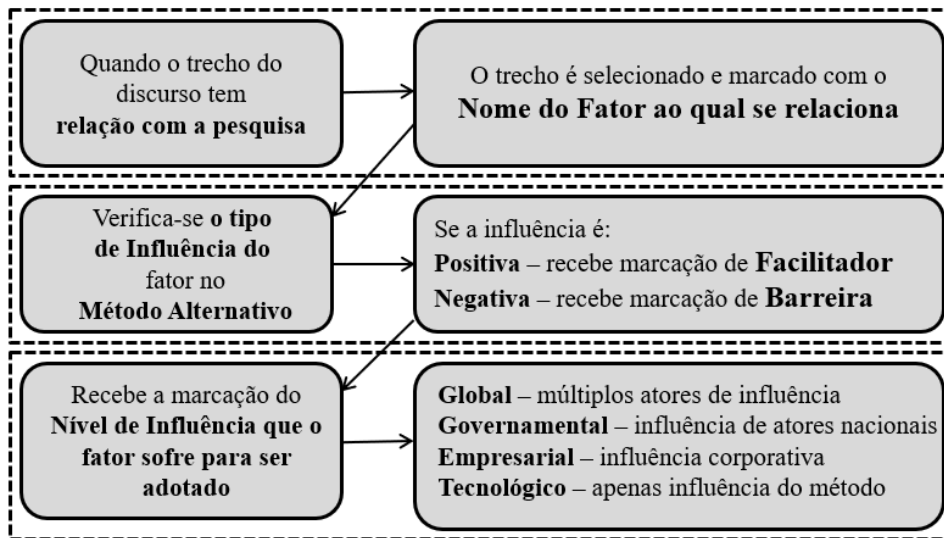 Quando o trecho do
discurso tem
relação com a pesquisa
O trecho é selecionado e marcado com o
Nome do Fator ao qual se relaciona
Verifica-se o tipo
de Influência do
fator no
Método Alternativo
Se a influência é:
Positiva – recebe marcação de Facilitador
Negativa – recebe marcação de Barreira
Recebe a marcação do
Nível de Influência que o
fator sofre para ser
adotado
Global – múltiplos atores de influência
Governamental – influência de atores nacionais
Empresarial – influência corporativa
Tecnológico – apenas influência do método